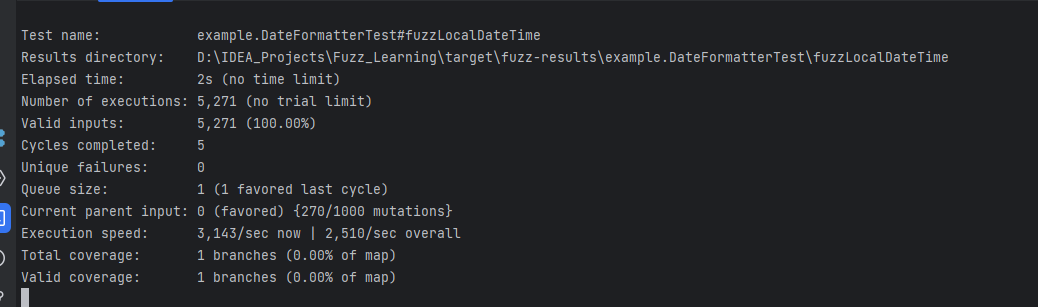 Test name: example.DateFormatterTest#fuzzLocalDateTime
Results directory: D:\IDEA_Projects\Fuzz_Learning\target\fuzz-results\example.DateFormatterTest\fuzzLocalDateTime
Elapsed time: 2s (no time limit)
Number of executions: 5,271 (no trial limit)
Valid inputs: 5,271 (100.00%)
Cycles completed: 5
Unique failures: 0
Queue size: 1 (1 favored last cycle)
Current parent input: 0 (favored) {270/1000 mutations}
Execution speed: 3,143/sec now | 2,510/sec overall
Total coverage: 1 branches (0.00% of map)
Valid coverage: 1 branches (0.00% of map)